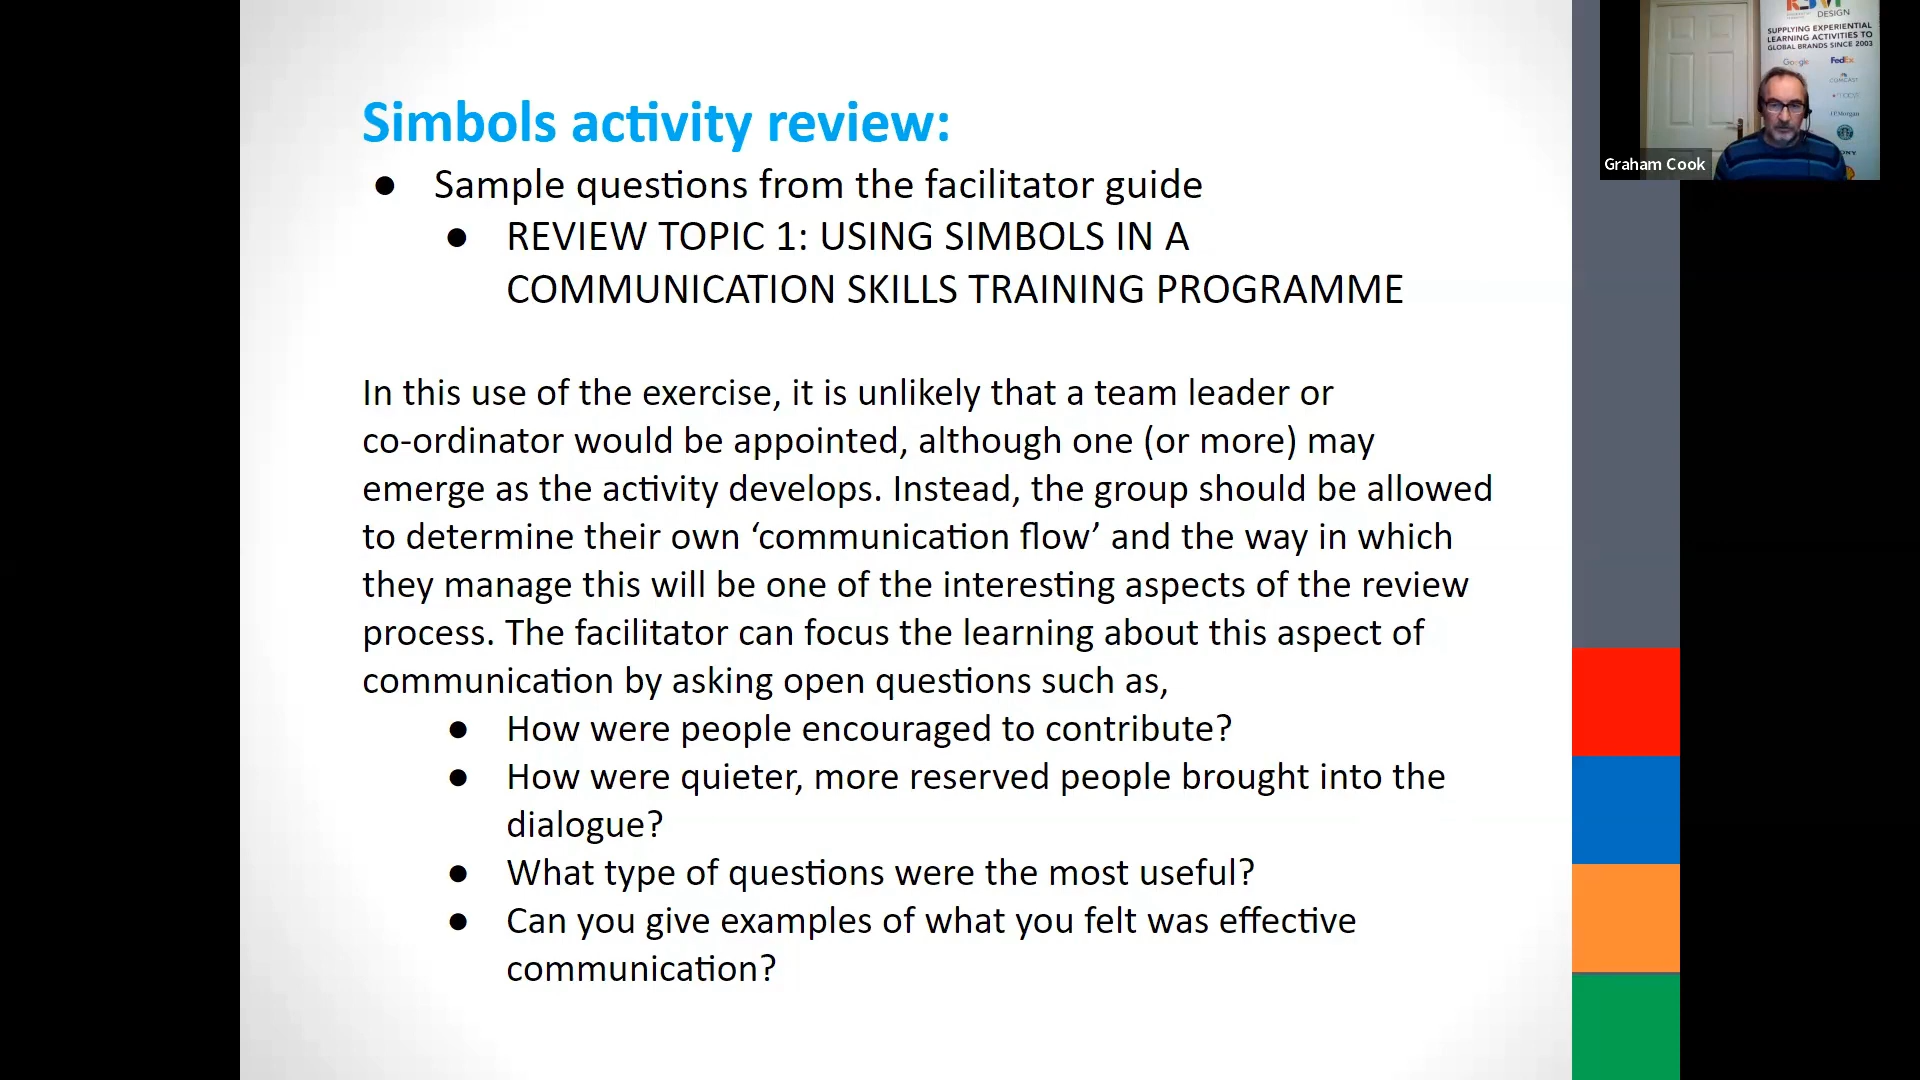 Simbols activity review:
● Sample questions from the facilitator guide
● REVIEW TOPIC 1: USING SIMBOLS IN A
COMMUNICATION SKILLS TRAINING PROGRAMME
In this use of the exercise, it is unlikely that a team leader or
co-ordinator would be appointed, although one (or more) may
emerge as the activity develops. Instead, the group should be allowed
to determine their own ‘communication flow’ and the way in which
they manage this will be one of the interesting aspects of the review
process. The facilitator can focus the learning about this aspect of
communication by asking open questions such as,
● How were people encouraged to contribute?
● How were quieter, more reserved people brought into the
dialogue?
● What type of questions were the most useful?
● Can you give examples of what you felt was effective
communication?
DESIGN
SUPPLYING EXPERIENTIAL
LEARNING ACTIVITIES TO
GLOBAL BRANDS SINCE 2003
Google FedEx
COMCAST
J.P.Morgan
Graham Cook